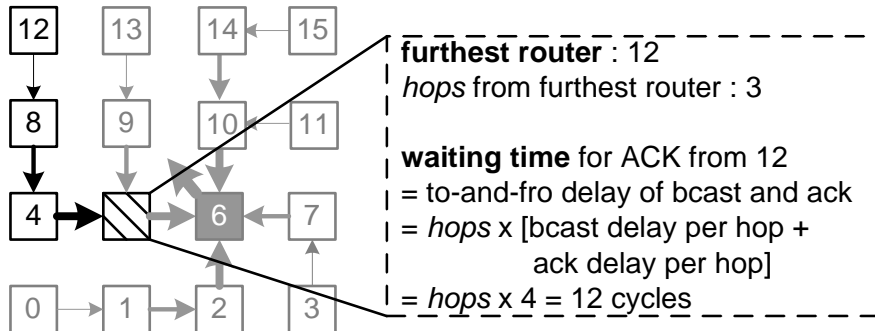 12 13 14 15
8 9 10 11
4 6 7
0 1 2 3
furthest router : 12
hops from furthest router : 3
waiting time for ACK from 12
= to-and-fro delay of bcast and ack
= hops x [bcast delay per hop +
ack delay per hop]
= hops x 4 = 12 cycles